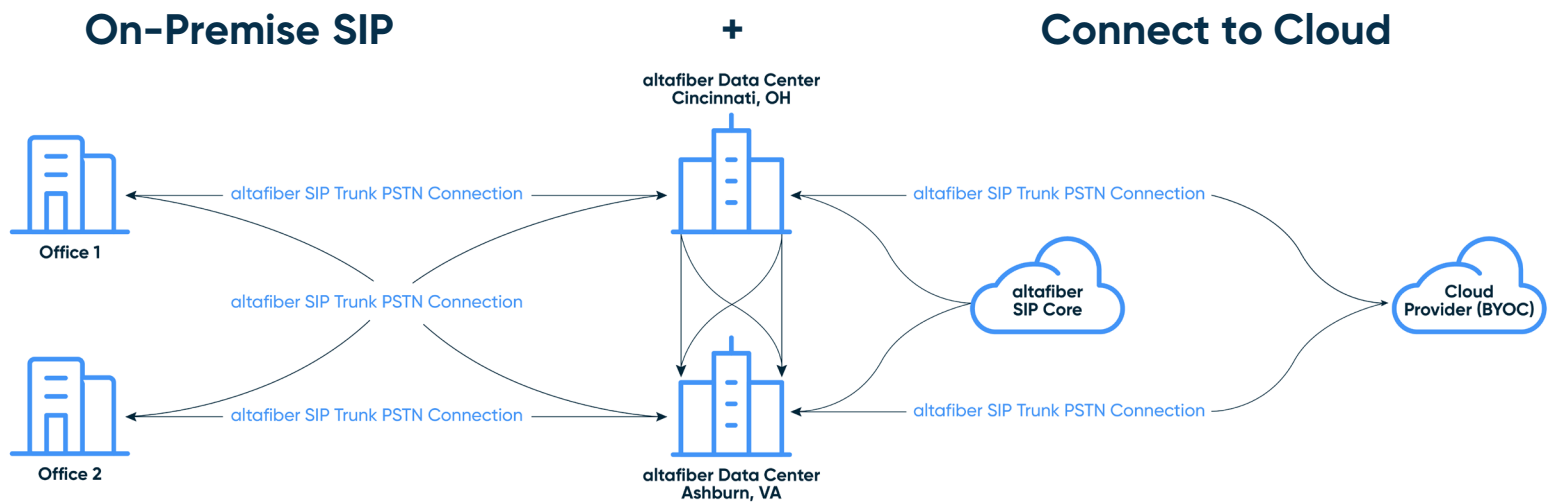 On-Premise SIP
+
Connect to Cloud
altafiber Data Center
Cincinnati, OH
altafiber SIP Trunk PSTN Connection
altafiber SIP Trunk PSTN Connection
Office 1
altafiber SIP Trunk PSTN Connection
altafiber
SIP Core
Cloud
Provider (BYOC)
altafiber SIP Trunk PSTN Connection
altafiber SIP Trunk PSTN Connection
Office 2
altafiber Data Center
Ashburn, VA